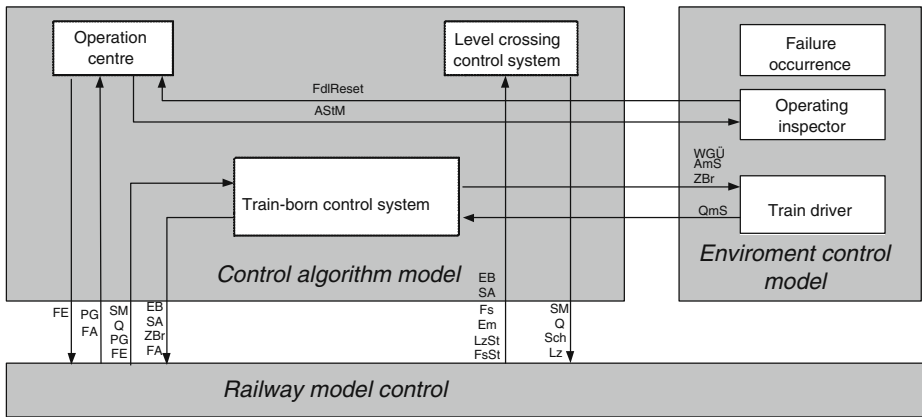 Operation
centre
Level crossing
control system
Failure
occurrence
FdlReset
AStM
Operating
inspector
WGÜ
AmS
ZBr
Train-born control system
QmS
Train driver
Control algorithm model
Enviroment control
model
FE
PG
FA
SM
Q
PG
FE
EB
SA
ZBr
FA
EB
SA
Fs
Em
LzSt
FsSt
SM
Q
Sch
Lz
Railway model control